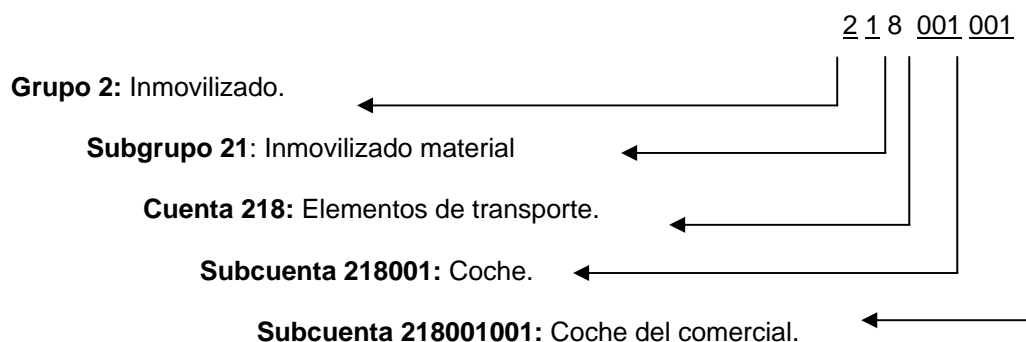 2 1 8 001 001
Grupo 2: Inmovilizado.
Subgrupo 21: Inmovilizado material
Cuenta 218: Elementos de transporte.
Subcuenta 218001: Coche.
Subcuenta 218001001: Coche del comercial.